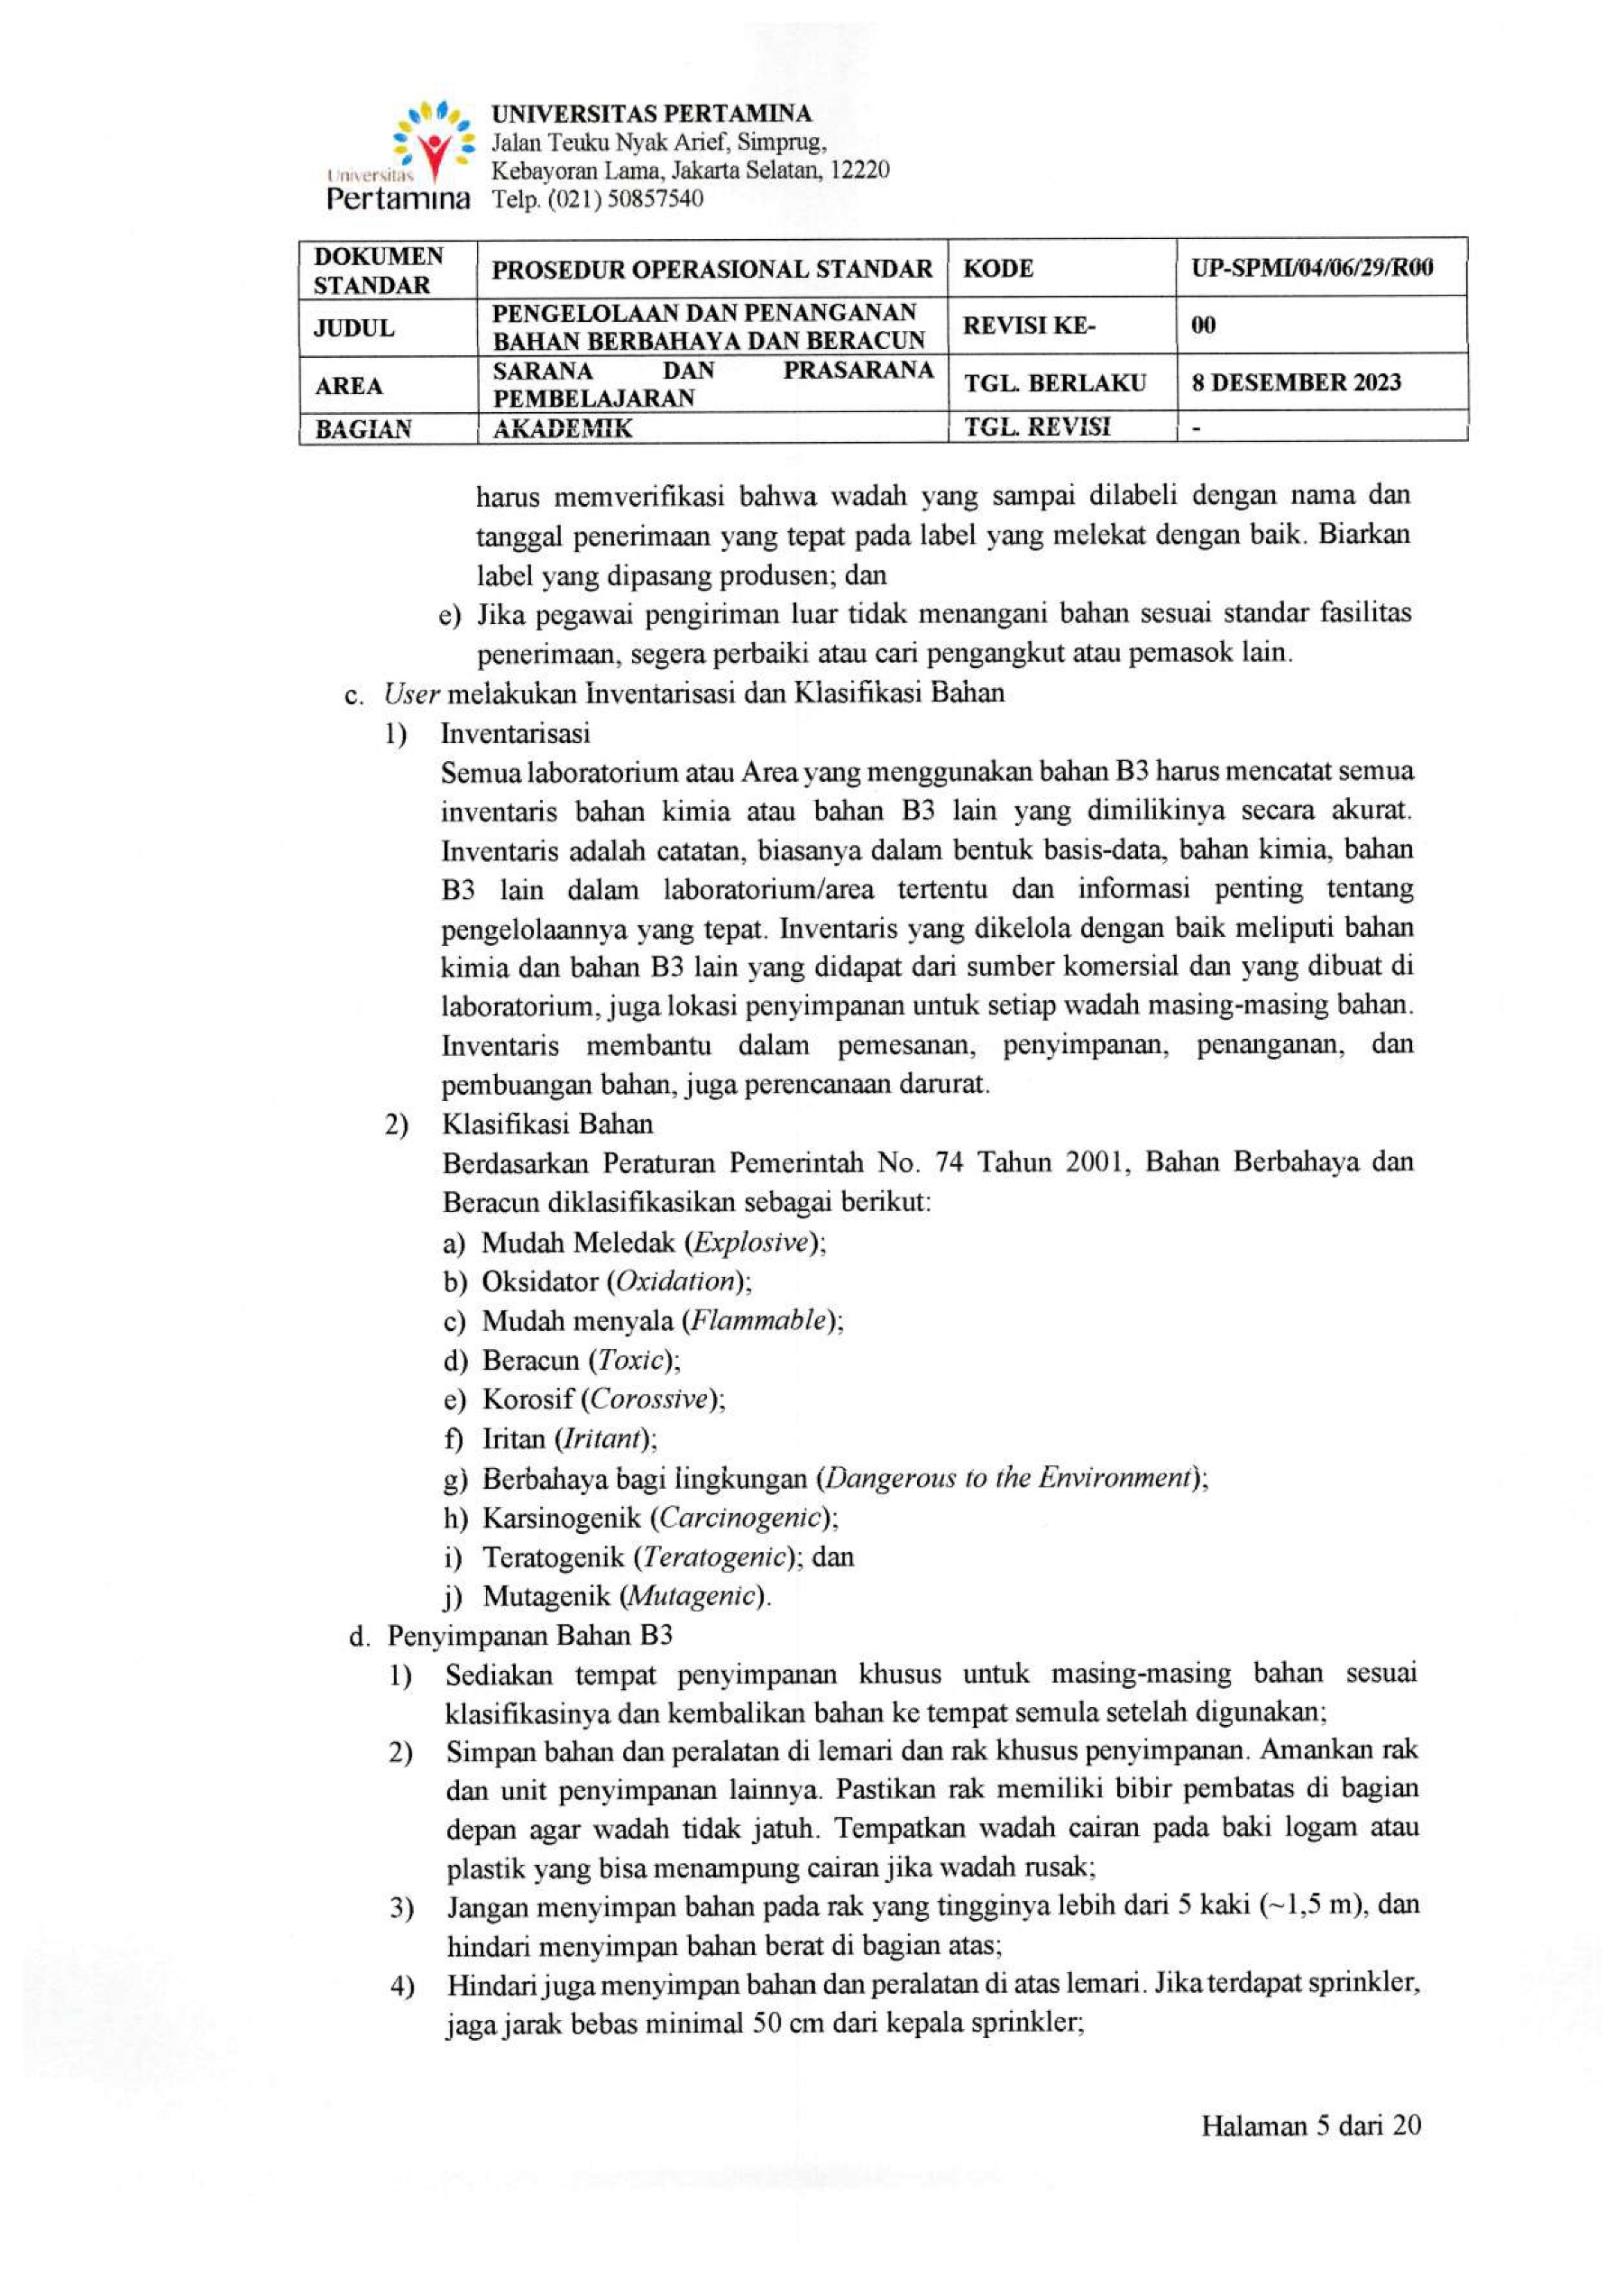 Universitas
Pertamina
UNIVERSITAS PERTAMINA
Jalan Teuku Nyak Arief, Simprug,
Kebayoran Lama, Jakarta Selatan, 12220
Telp. (021) 50857540
DOKUMEN STANDAR PROSEDUR OPERASIONAL STANDAR KODE UP-SPMI/04/06/29/R00
JUDUL PENGELOLAAN DAN PENANGANAN BAHAN BERBAHAYA DAN BERACUN REVISI KE- 00
AREA SARANA DAN PRASARANA PEMBELAJARAN TGL. BERLAKU 8 DESEMBER 2023
BAGIAN AKADEMIK TGL. REVISI -
harus memverifikasi bahwa wadah yang sampai dilabeli dengan nama dan
tanggal penerimaan yang tepat pada label yang melekat dengan baik. Biarkan
label yang dipasang produsen; dan
e) Jika pegawai pengiriman luar tidak menangani bahan sesuai standar fasilitas
penerimaan, segera perbaiki atau cari pengangkut atau pemasok lain.
c. User melakukan Inventarisasi dan Klasifikasi Bahan
1) Inventarisasi
Semua laboratorium atau Area yang menggunakan bahan B3 harus mencatat semua
inventaris bahan kimia atau bahan B3 lain yang dimilikinya secara akurat.
Inventaris adalah catatan, biasanya dalam bentuk basis-data, bahan kimia, bahan
B3 lain dalam laboratorium/area tertentu dan informasi penting tentang
pengelolaannya yang tepat. Inventaris yang dikelola dengan baik meliputi bahan
kimia dan bahan B3 lain yang didapat dari sumber komersial dan yang dibuat di
laboratorium, juga lokasi penyimpanan untuk setiap wadah masing-masing bahan.
Inventaris membantu dalam pemesanan, penyimpanan, penanganan, dan
pembuangan bahan, juga perencanaan darurat.
2) Klasifikasi Bahan
Berdasarkan Peraturan Pemerintah No. 74 Tahun 2001, Bahan Berbahaya dan
Beracun diklasifikasikan sebagai berikut:
a) Mudah Meledak (Explosive);
b) Oksidator (Oxidation);
c) Mudah menyala (Flammable);
d) Beracun (Toxic);
e) Korosif (Corossive);
f) Iritan (Iritant);
g) Berbahaya bagi lingkungan (Dangerous to the Environment);
h) Karsinogenik (Carcinogenic);
i) Teratogenik (Teratogenic); dan
j) Mutagenik (Mutagenic).
d. Penyimpanan Bahan B3
1) Sediakan tempat penyimpanan khusus untuk masing-masing bahan sesuai
klasifikasinya dan kembalikan bahan ke tempat semula setelah digunakan;
2) Simpan bahan dan peralatan di lemari dan rak khusus penyimpanan. Amankan rak
dan unit penyimpanan lainnya. Pastikan rak memiliki bibir pembatas di bagian
depan agar wadah tidak jatuh. Tempatkan wadah cairan pada baki logam atau
plastik yang bisa menampung cairan jika wadah rusak;
3) Jangan menyimpan bahan pada rak yang tingginya lebih dari 5 kaki (~1,5 m), dan
hindari menyimpan bahan berat di bagian atas;
4) Hindari juga menyimpan bahan dan peralatan di atas lemari. Jika terdapat sprinkler,
jaga jarak bebas minimal 50 cm dari kepala sprinkler;
Halaman 5 dari 20